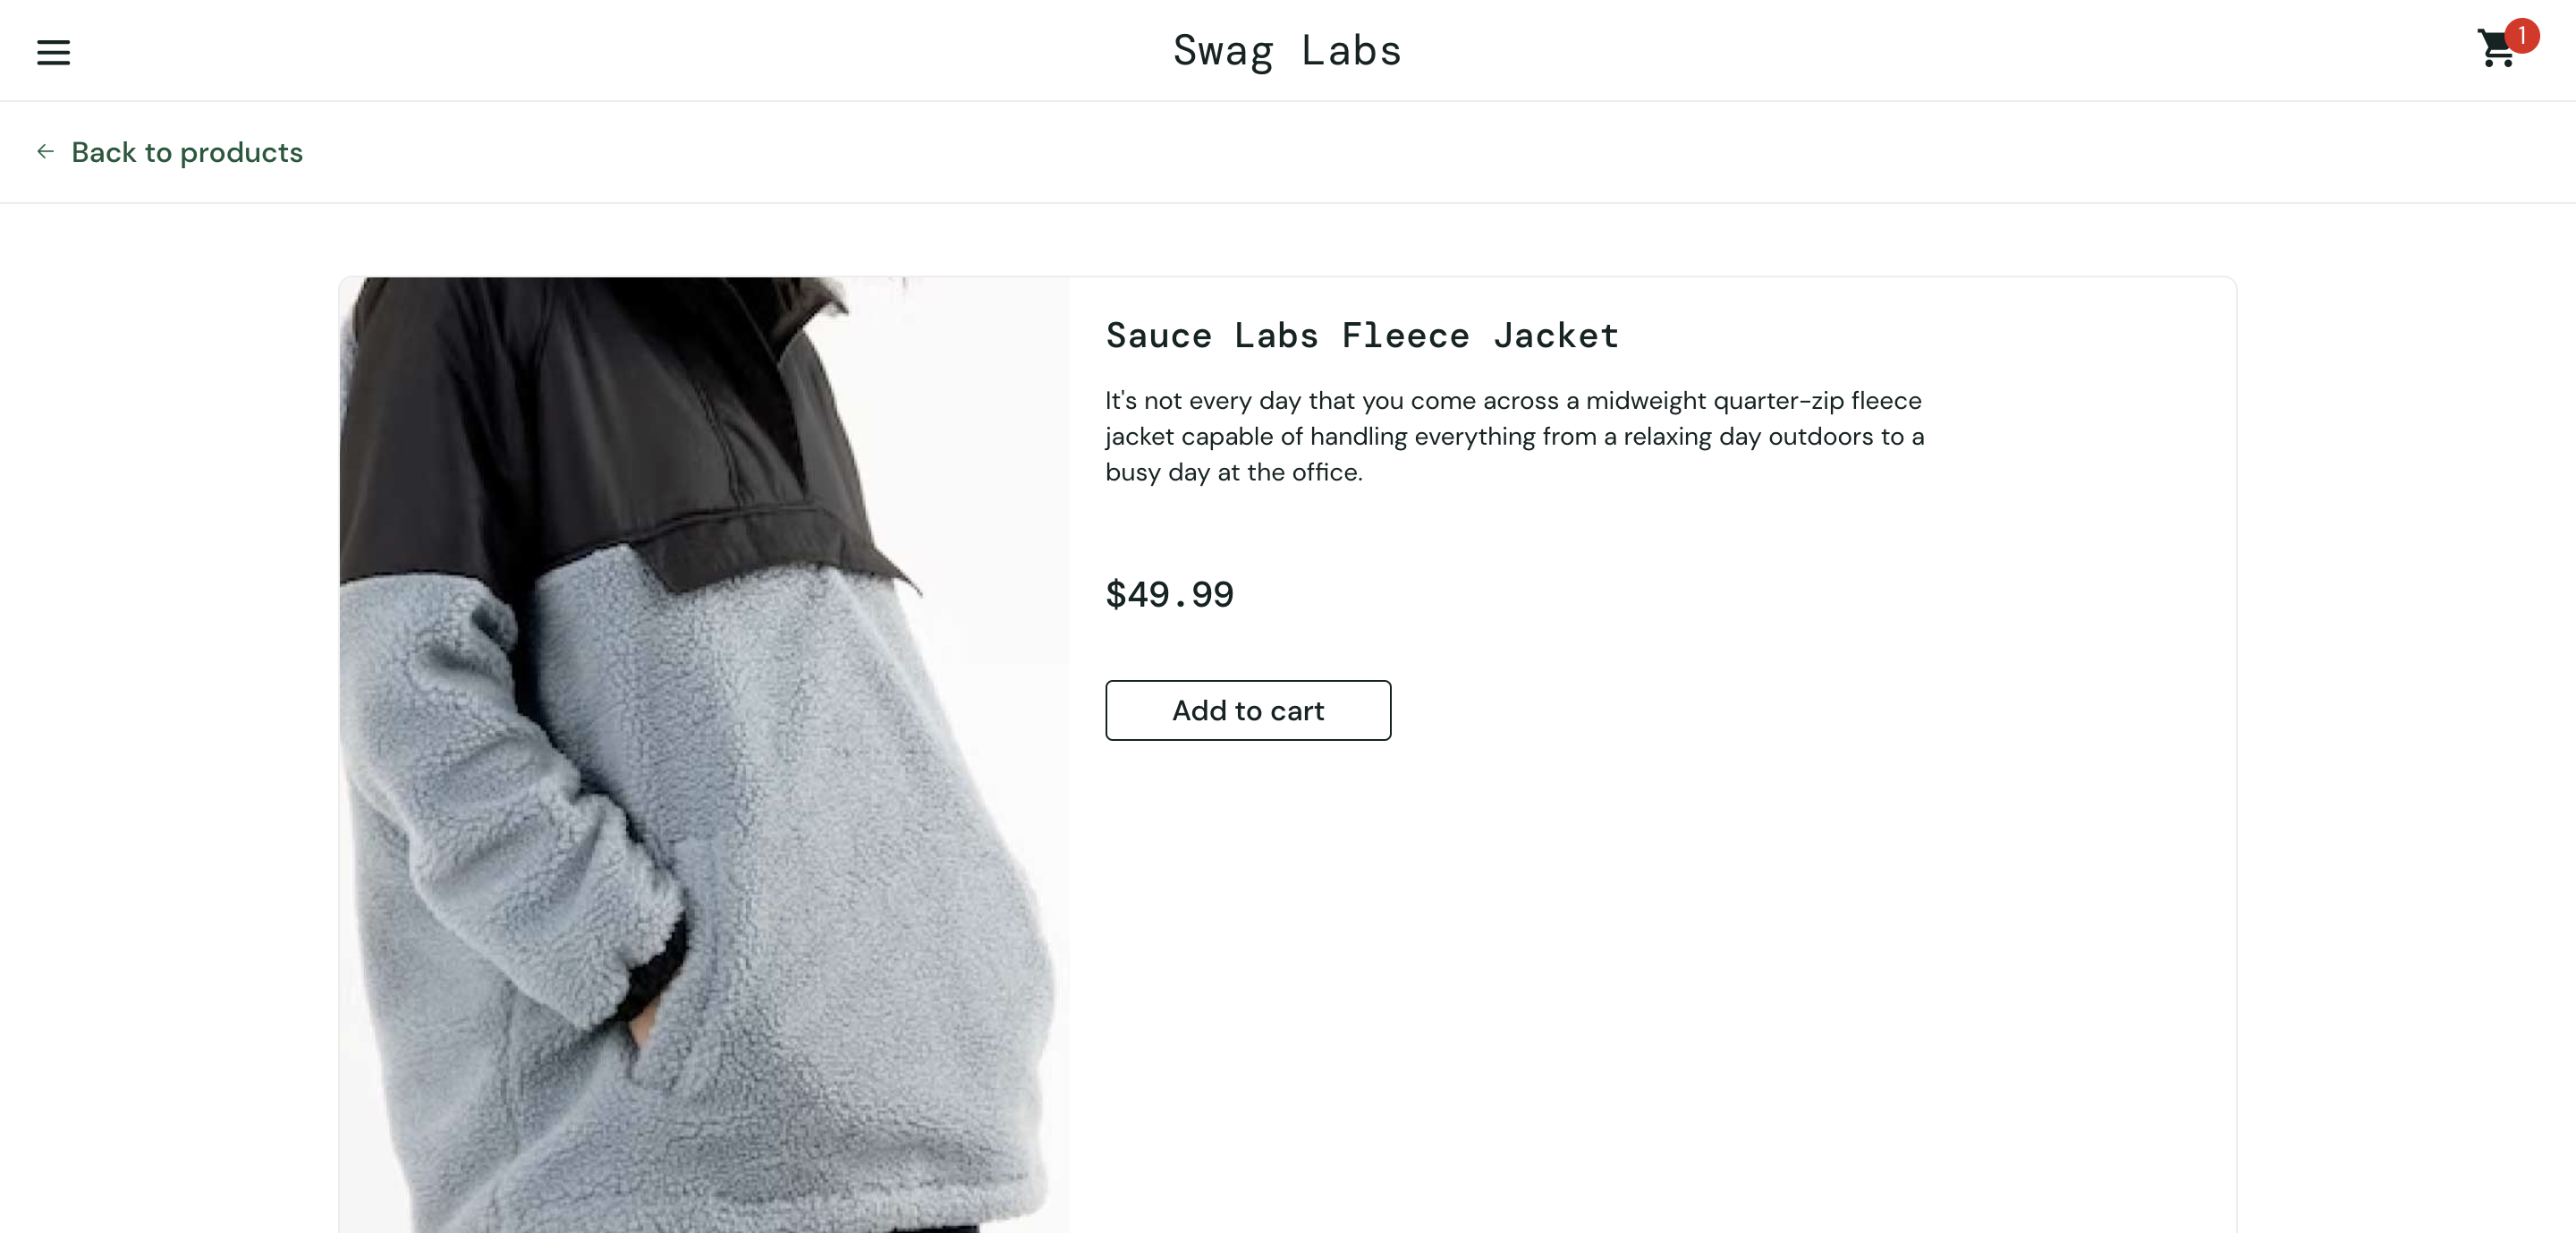 Swag Labs
1
Back to products
Sauce Labs Fleece Jacket
It's not every day that you come across a midweight quarter-zip fleece
jacket capable of handling everything from a relaxing day outdoors to a
busy day at the office.
$49.99
Add to cart